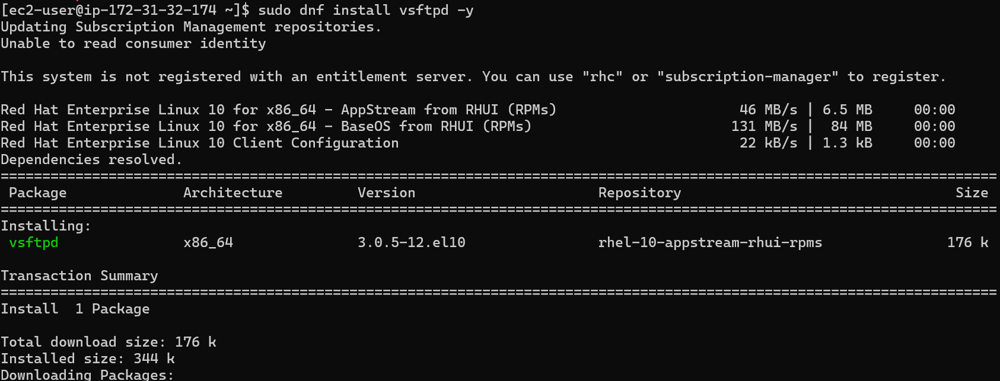 [ec2-user@ip-172-31-32-174 ~]$ sudo dnf install vsftpd -y
Updating Subscription Management repositories.
Unable to read consumer identity
This system is not registered with an entitlement server. You can use "rhc" or "subscription-manager" to register.
Red Hat Enterprise Linux 10 for x86_64 - AppStream from RHUI (RPMs) 46 MB/s | 6.5 MB 00:00
Red Hat Enterprise Linux 10 for x86_64 - BaseOS from RHUI (RPMs) 131 MB/s | 84 MB 00:00
Red Hat Enterprise Linux 10 Client Configuration 22 kB/s | 1.3 kB 00:00
Dependencies resolved.
========================================================================================================================
Package Architecture Version Repository Size
========================================================================================================================
Installing:
vsftpd x86_64 3.0.5-12.el10 rhel-10-appstream-rhui-rpms 176 k
Transaction Summary
========================================================================================================================
Install 1 Package
Total download size: 176 k
Installed size: 344 k
Downloading Packages: